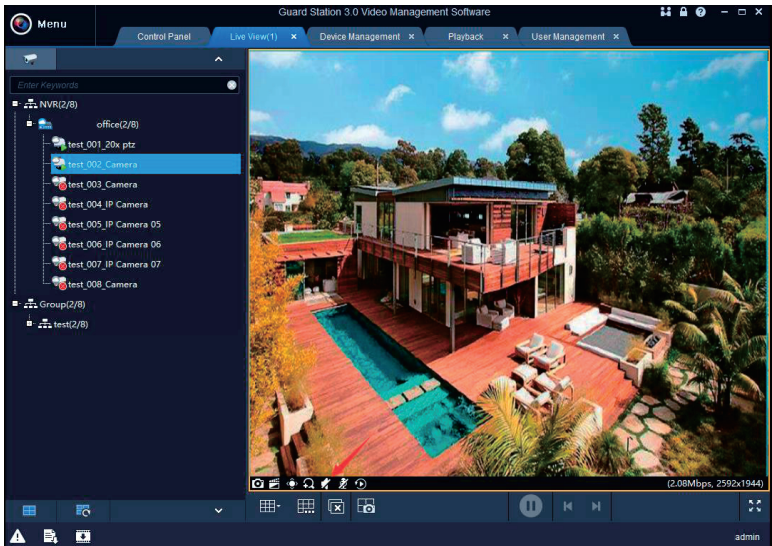 Guard Station 3.0 Video Management Software
Menu
Control Panel
Live View(1)
Device Management
Playback
User Management
Enter Keywords
NVR(2/8)
office(2/8)
test_001_20x ptz
test_002_Camera
test_003_Camera
test_004_IP Camera
test_005_IP Camera 05
test_006_IP Camera 06
test_007_IP Camera 07
test_008_Camera
Group(2/8)
test(2/8)
(2.08Mbps, 2592x1944)
admin